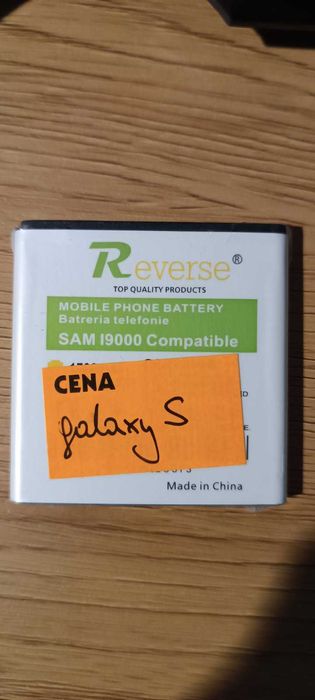 Reverse®
TOP QUALITY PRODUCTS
MOBILE PHONE BATTERY
Batreria telefonie
SAM I9000 Compatible
CENA
galaxy S
Made in China